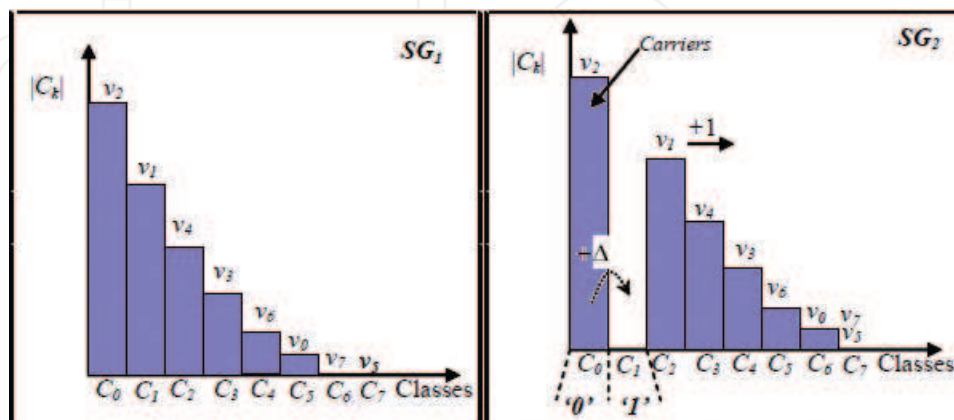 SG1
|Ck|
v2
v1
v4
v3
v6
v0
v7 v5
C0 C1 C2 C3 C4 C5 C6 C7 Classes
Carriers
SG2
|Ck|
v2
+1
v1
v4
+Δ
v3
v6
v0 v7
v5
C0 C1 C2 C3 C4 C5 C6 C7 Classes
‘0’ ‘1’